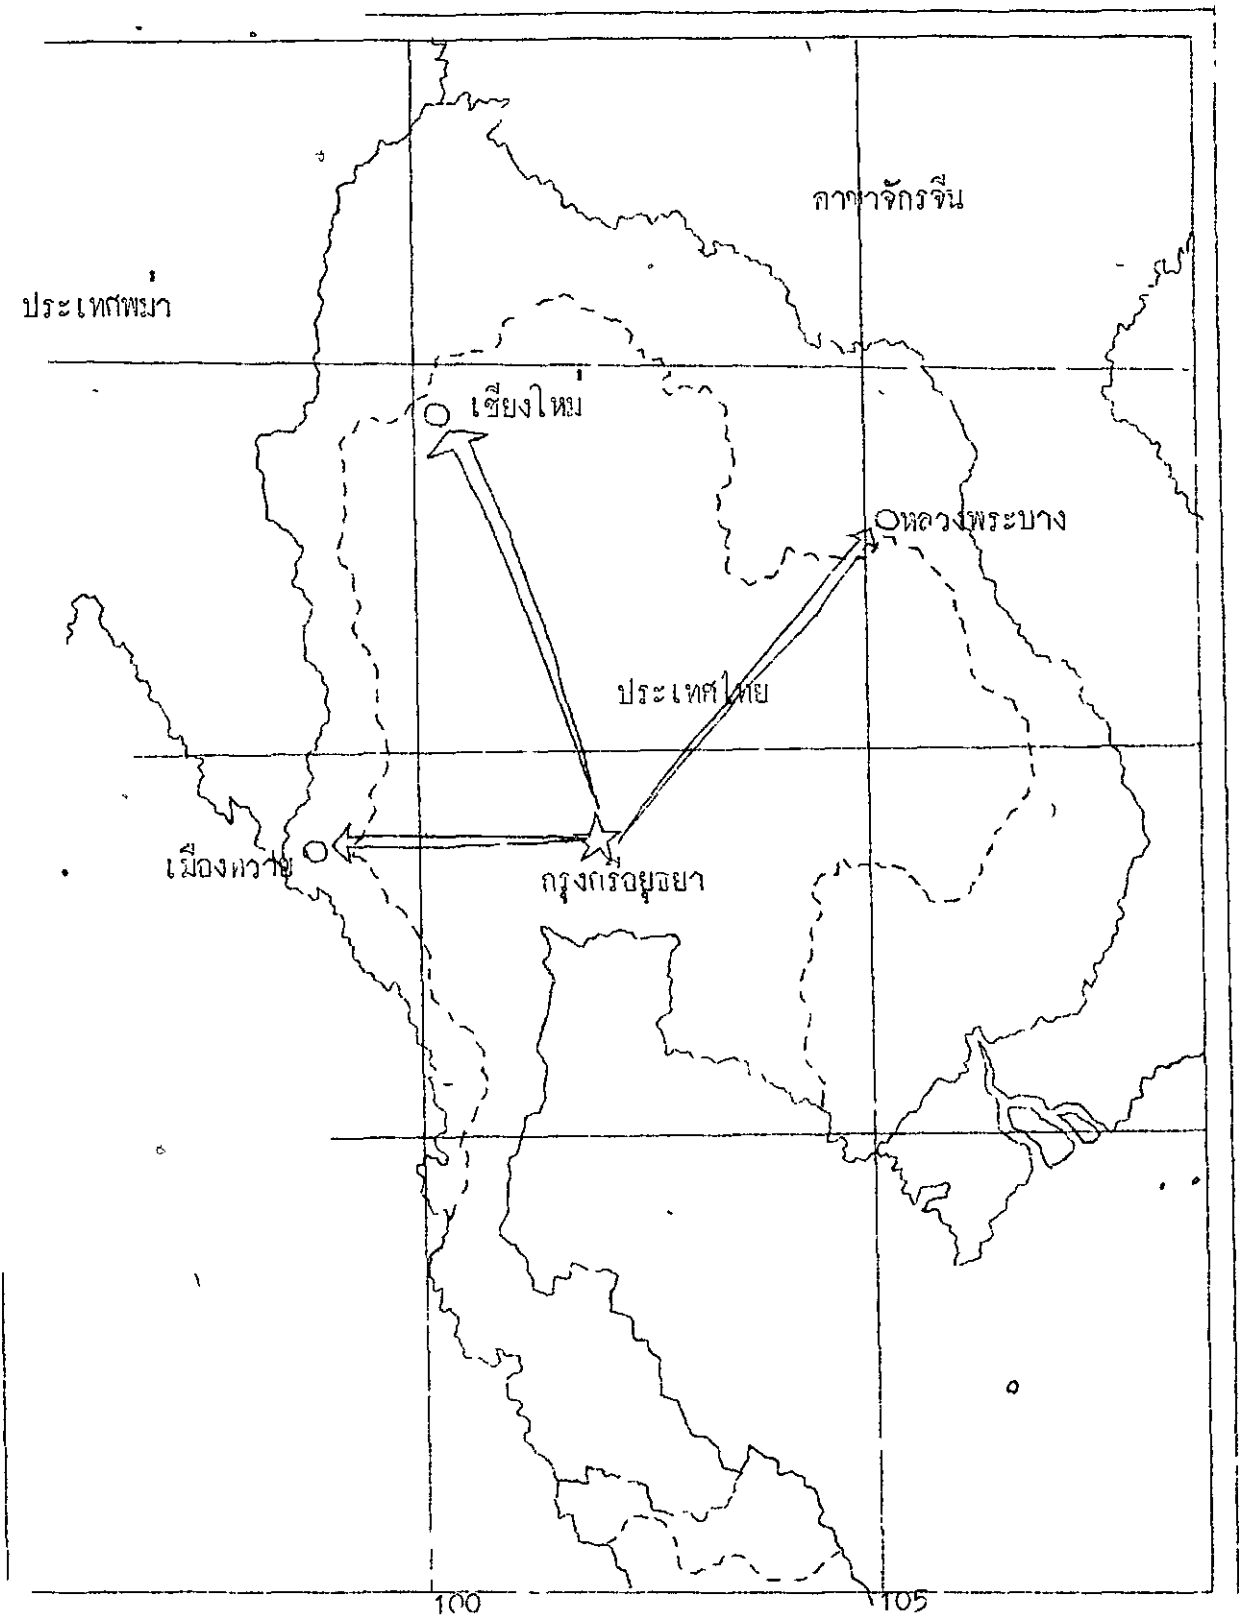 อาณาจักรจีน
ประเทศพม่า
เชียงใหม่
หลวงพระบาง
ประเทศไทย
เมืองทวาย
กรุงศรีอยุธยา
100
105